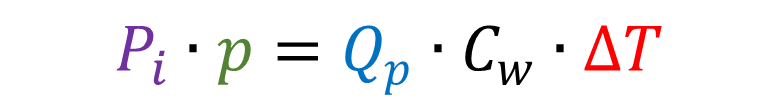 P_i · p = Q_p · C_w · ΔT